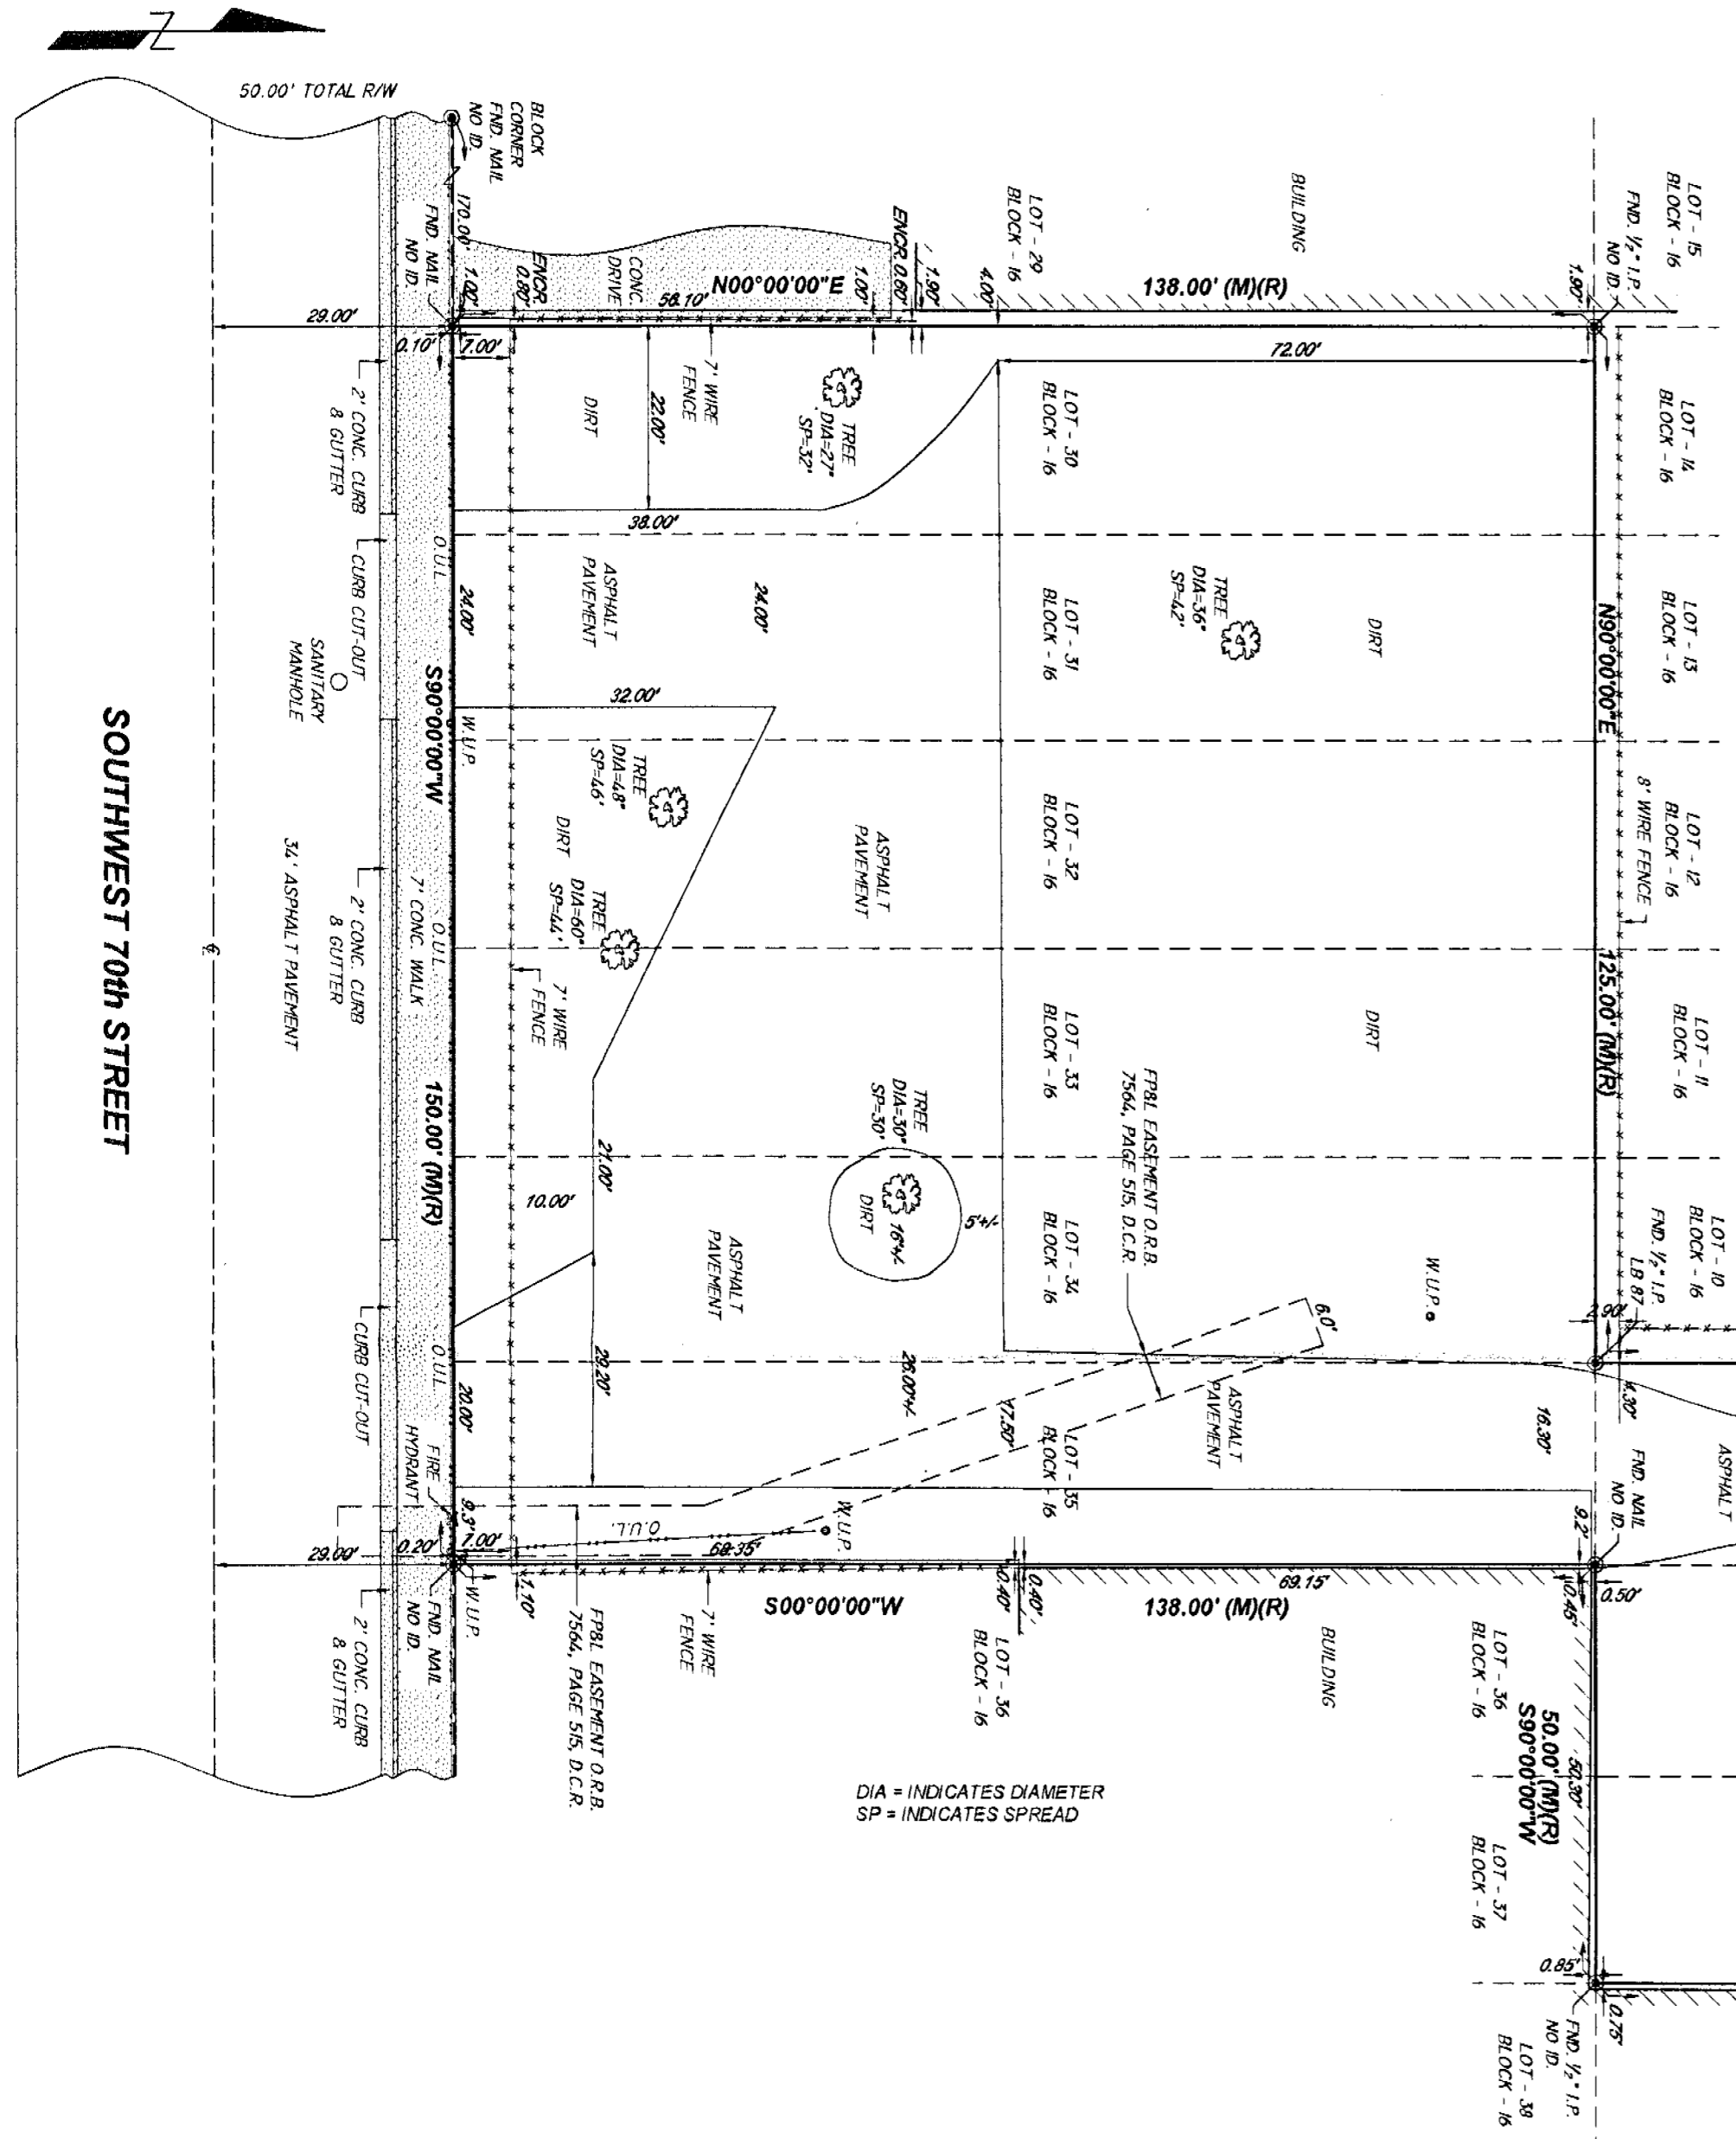 Z
50.00' TOTAL R/W
BLOCK
CORNER
FND. NAIL
NO ID.
170.00'
FND. NAIL
NO ID.
1.00'
ENCR.
0.80'
CONC.
DRIVE
N00°00'00"E
56.10'
1.00'
ENCR 0.60'
1.90'
LOT - 29
BLOCK - 16
4.00'
BUILDING
138.00' (M)(R)
1.90'
FND. 1/2" I.P.
NO ID.
LOT - 15
BLOCK - 16
29.00'
0.10'
7.00'
2' CONC. CURB
& GUTTER
DIRT
22.00'
7' WIRE
FENCE
TREE
DIA=27"
SP=32'
72.00'
LOT - 30
BLOCK - 16
LOT - 14
BLOCK - 16
38.00'
CURB CUT-OUT
O.U.L.
24.00'
ASPHALT
PAVEMENT
24.00'
LOT - 31
BLOCK - 16
TREE
DIA=36"
SP=42'
DIRT
N90°00'00"E
LOT - 13
BLOCK - 16
SANITARY
MANHOLE
S90°00'00"W
W.U.P.
32.00'
TREE
DIA=48"
SP=46'
DIRT
TREE
DIA=60"
SP=44'
ASPHALT
PAVEMENT
LOT - 32
BLOCK - 16
8' WIRE FENCE
LOT - 12
BLOCK - 16
SOUTHWEST 70th STREET
34' ASPHALT PAVEMENT
2' CONC. CURB
& GUTTER
7' CONC. WALK
O.U.L.
7' WIRE
FENCE
150.00' (M)(R)
LOT - 33
BLOCK - 16
DIRT
125.00' (M)(R)
LOT - 11
BLOCK - 16
21.00'
10.00'
TREE
DIA=30"
SP=30'
DIRT
16'+/-
5'+/-
ASPHALT
PAVEMENT
LOT - 34
BLOCK - 16
FP&L EASEMENT O.R.B.
7564, PAGE 515, D.C.R.
6.0'
W.U.P.
LOT - 10
BLOCK - 16
FND. 1/2" I.P.
LB 87
2.90'
4.30'
CURB CUT-OUT
O.U.L.
20.00'
29.20'
26.00'+/-
17.50'
LOT - 35
BLOCK - 16
ASPHALT
PAVEMENT
16.30'
FND. NAIL
NO ID.
ASPHALT
FIRE
HYDRANT
9.3'
O.U.L.
W.U.P.
9.2'
29.00'
0.20'
7.00'
68.35'
69.15'
0.50'
0.45'
2' CONC. CURB
& GUTTER
FND. NAIL
NO ID.
W.U.P.
1.10'
FP&L EASEMENT O.R.B.
7564, PAGE 515, D.C.R.
7' WIRE
FENCE
S00°00'00"W
0.40'
0.40'
LOT - 36
BLOCK - 16
138.00' (M)(R)
BUILDING
LOT - 36
BLOCK - 16
50.00' (M)(R)
S90°00'00"W
50.30'
LOT - 37
BLOCK - 16
DIA = INDICATES DIAMETER
SP = INDICATES SPREAD
0.85'
0.75'
FND. 1/2" I.P.
NO ID.
LOT - 38
BLOCK - 16